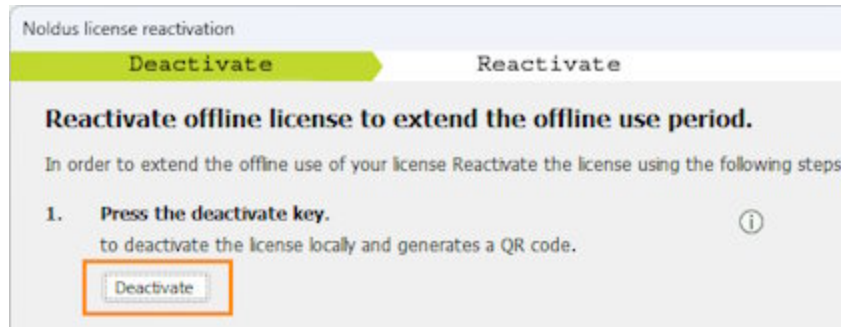 Noldus license reactivation
Deactivate Reactivate
Reactivate offline license to extend the offline use period.
In order to extend the offline use of your license Reactivate the license using the following steps
1. Press the deactivate key.
to deactivate the license locally and generates a QR code.
Deactivate